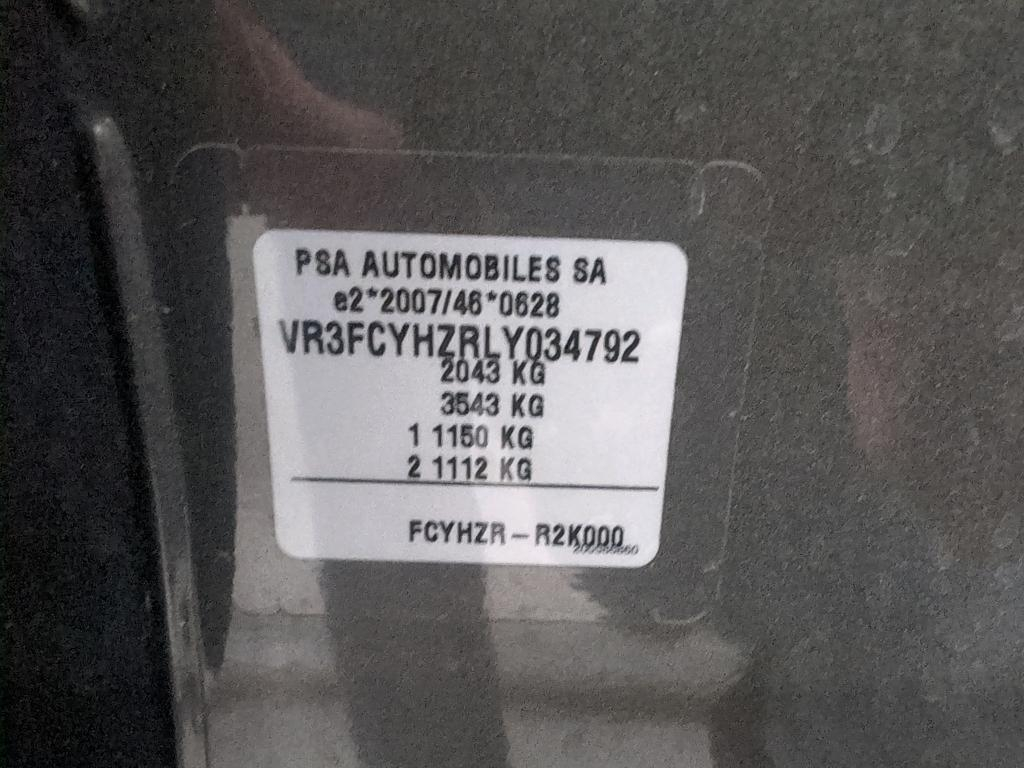 PSA AUTOMOBILES SA
e2*2007/46*0628
VR3FCYHZRLY034792
2043 KG
3543 KG
1 1150 KG
2 1112 KG
FCYHZR-R2K000